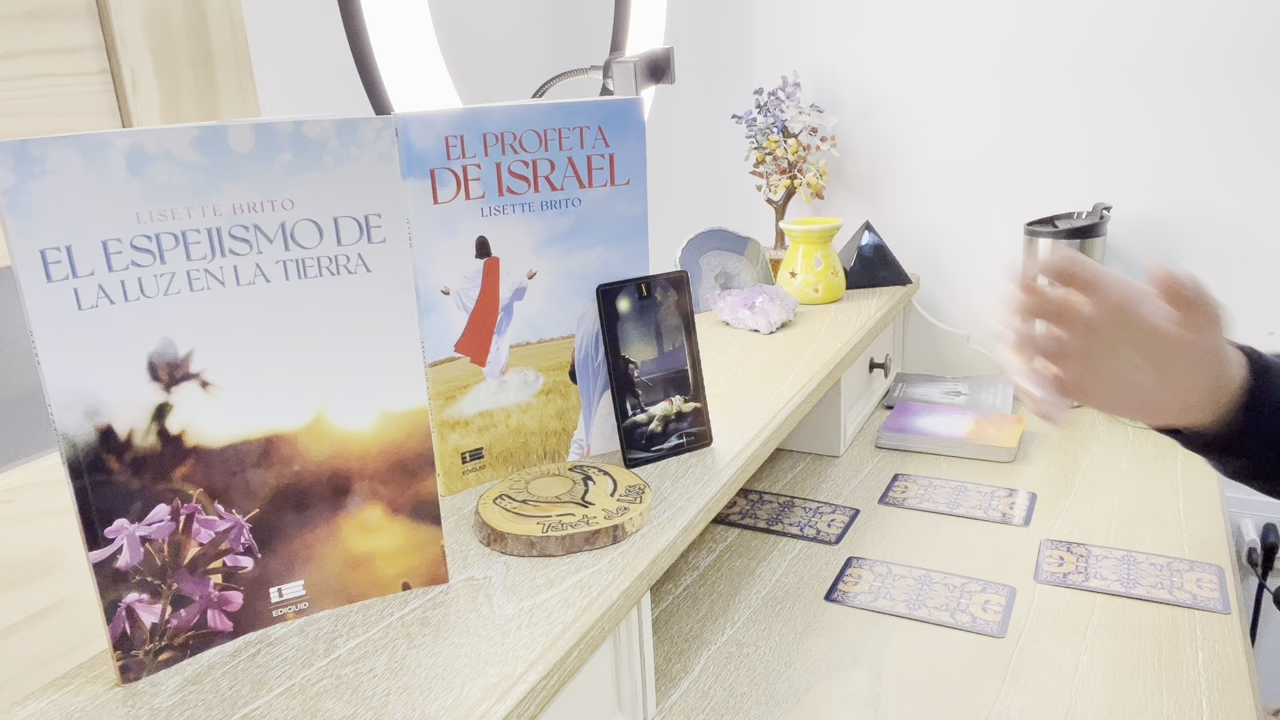 LISETTE BRITO
EL ESPEJISMO DE
LA LUZ EN LA TIERRA
EDIQUID
EL PROFETA
DE ISRAEL
LISETTE BRITO
EDIQUID
Tarot de Liss